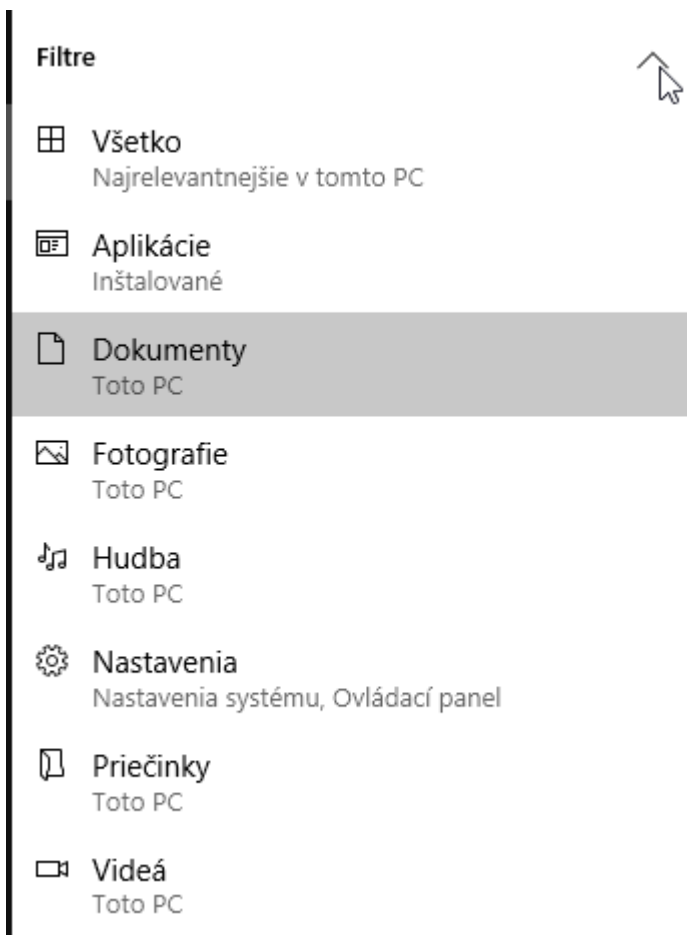 Filtre
Všetko
Najrelevantnejšie v tomto PC
Aplikácie
Inštalované
Dokumenty
Toto PC
Fotografie
Toto PC
Hudba
Toto PC
Nastavenia
Nastavenia systému, Ovládací panel
Priečinky
Toto PC
Videá
Toto PC